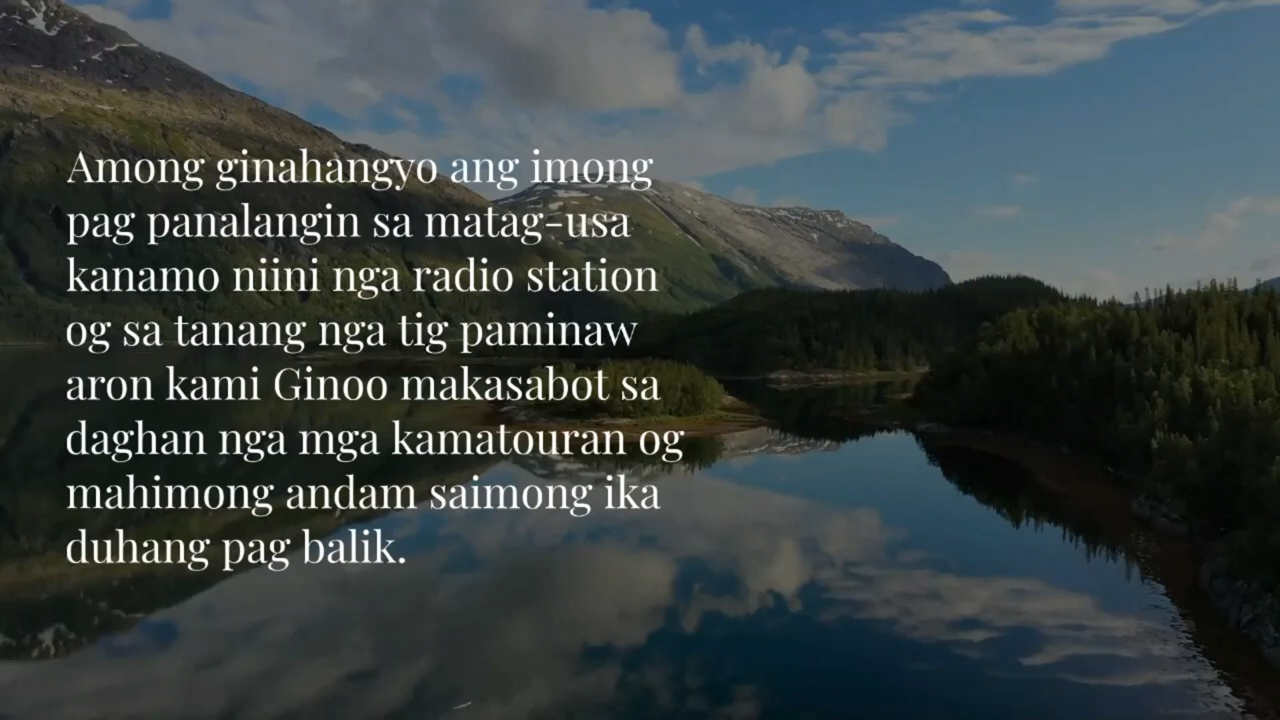 Among ginahangyo ang imong
pag panalangin sa matag-usa
kanamo niini nga radio station
og sa tanang nga tig paminaw
aron kami Ginoo makasabot sa
daghan nga mga kamatouran og
mahimong andam saimong ika
duhang pag balik.